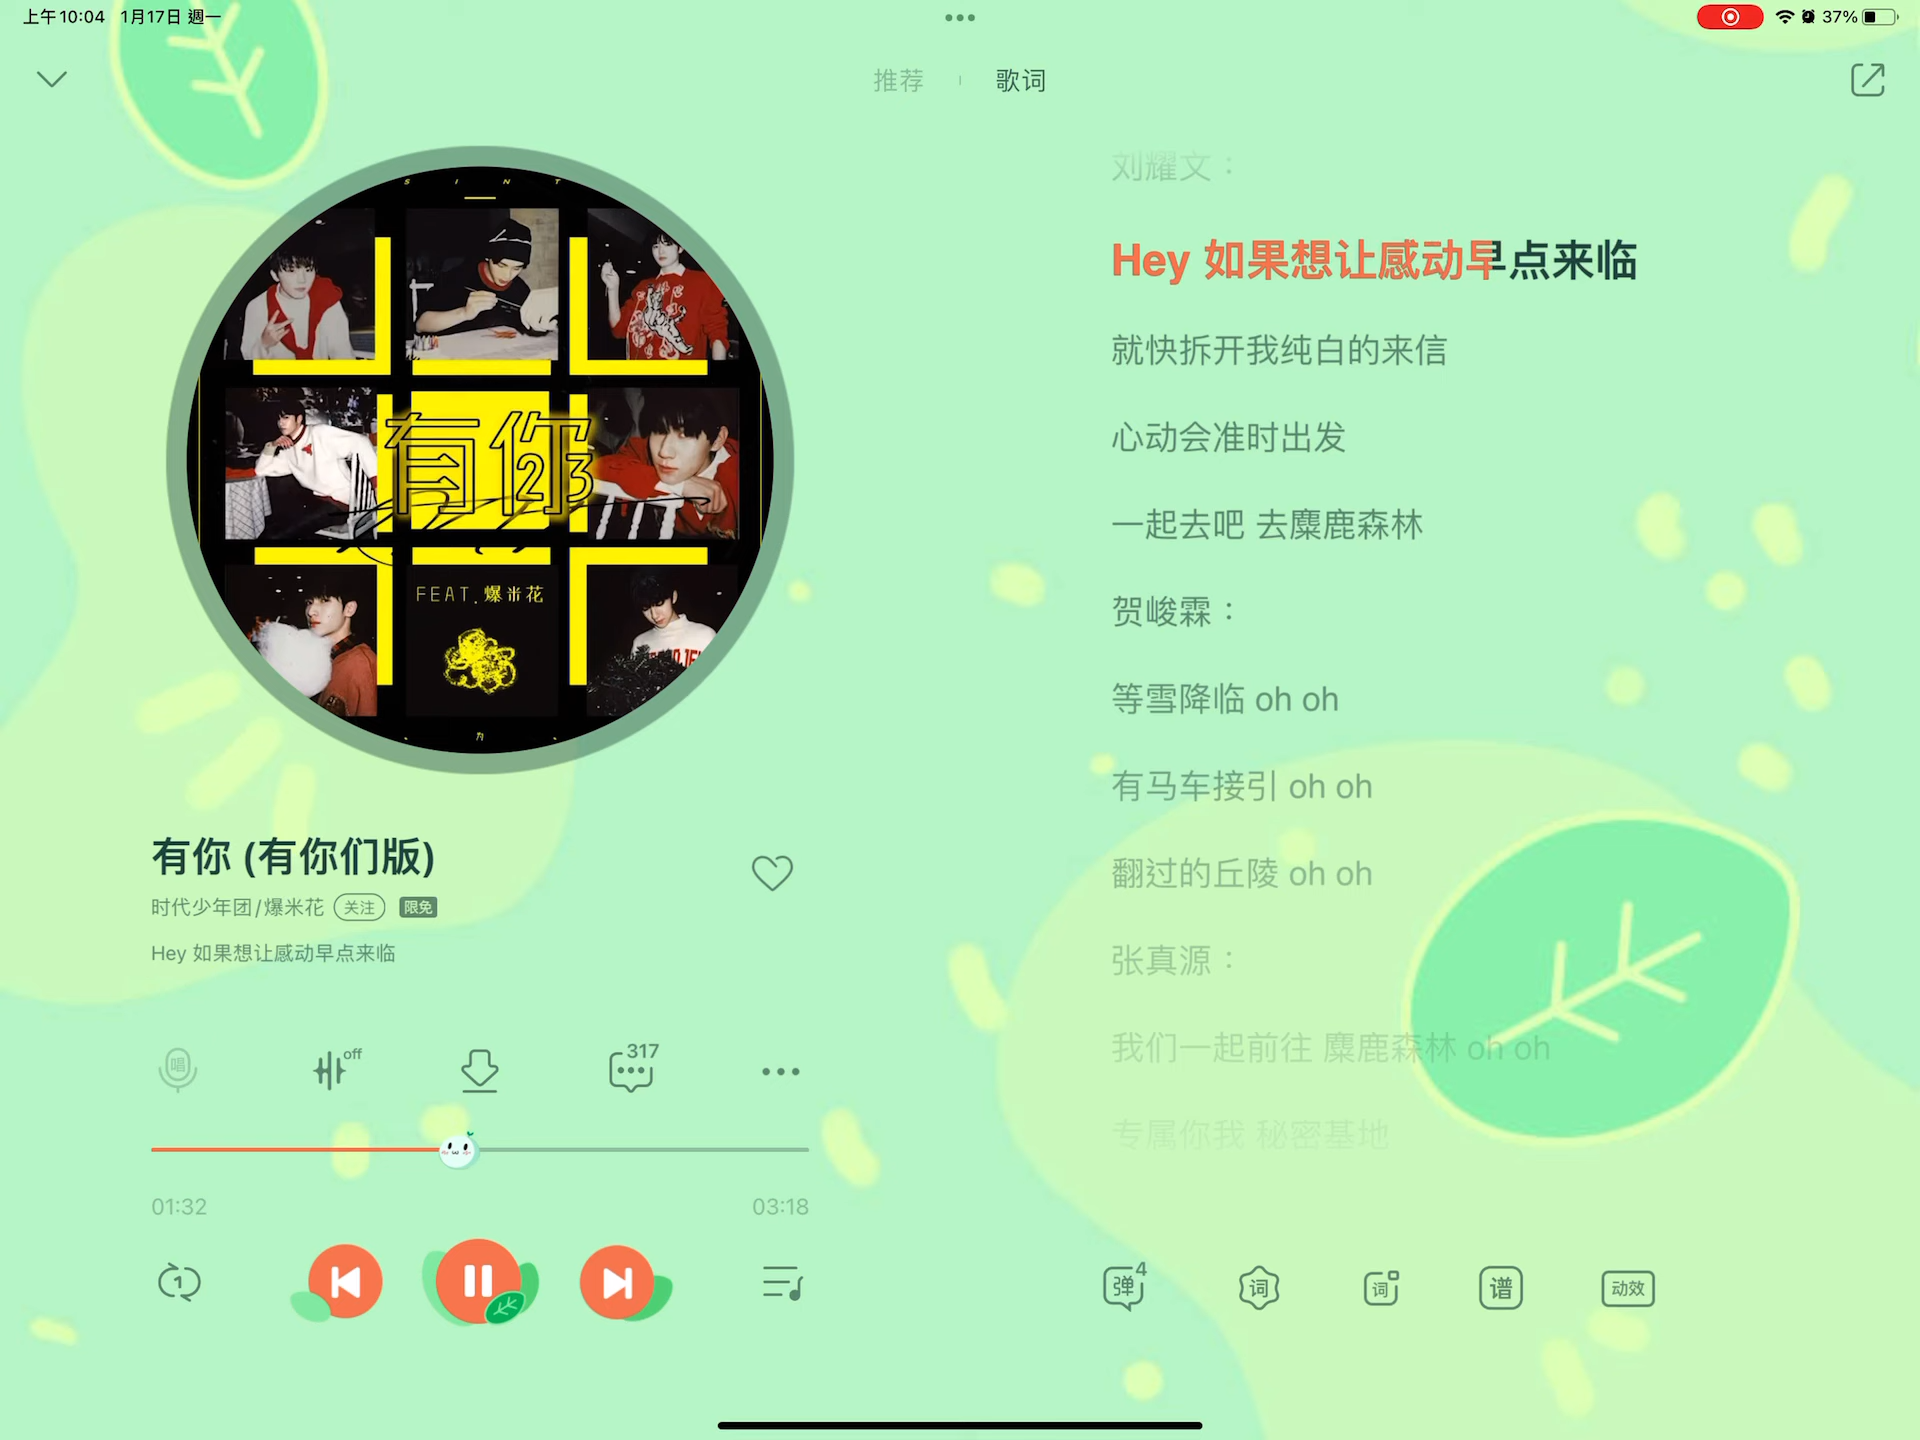 上午10:04 1月17日 週一
37%
推荐
歌词
S I N T
有你
23
FEAT. 爆米花
有你 (有你们版)
时代少年团/爆米花 关注 限免
Hey 如果想让感动早点来临
唱
off
317
01:32
03:18
1
刘耀文：
Hey 如果想让感动早点来临
就快拆开我纯白的来信
心动会准时出发
一起去吧 去麋鹿森林
贺峻霖：
等雪降临 oh oh
有马车接引 oh oh
翻过的丘陵 oh oh
张真源：
我们一起前往 麋鹿森林 oh oh
专属你我 秘密基地
弹 4
词
词
谱
动效